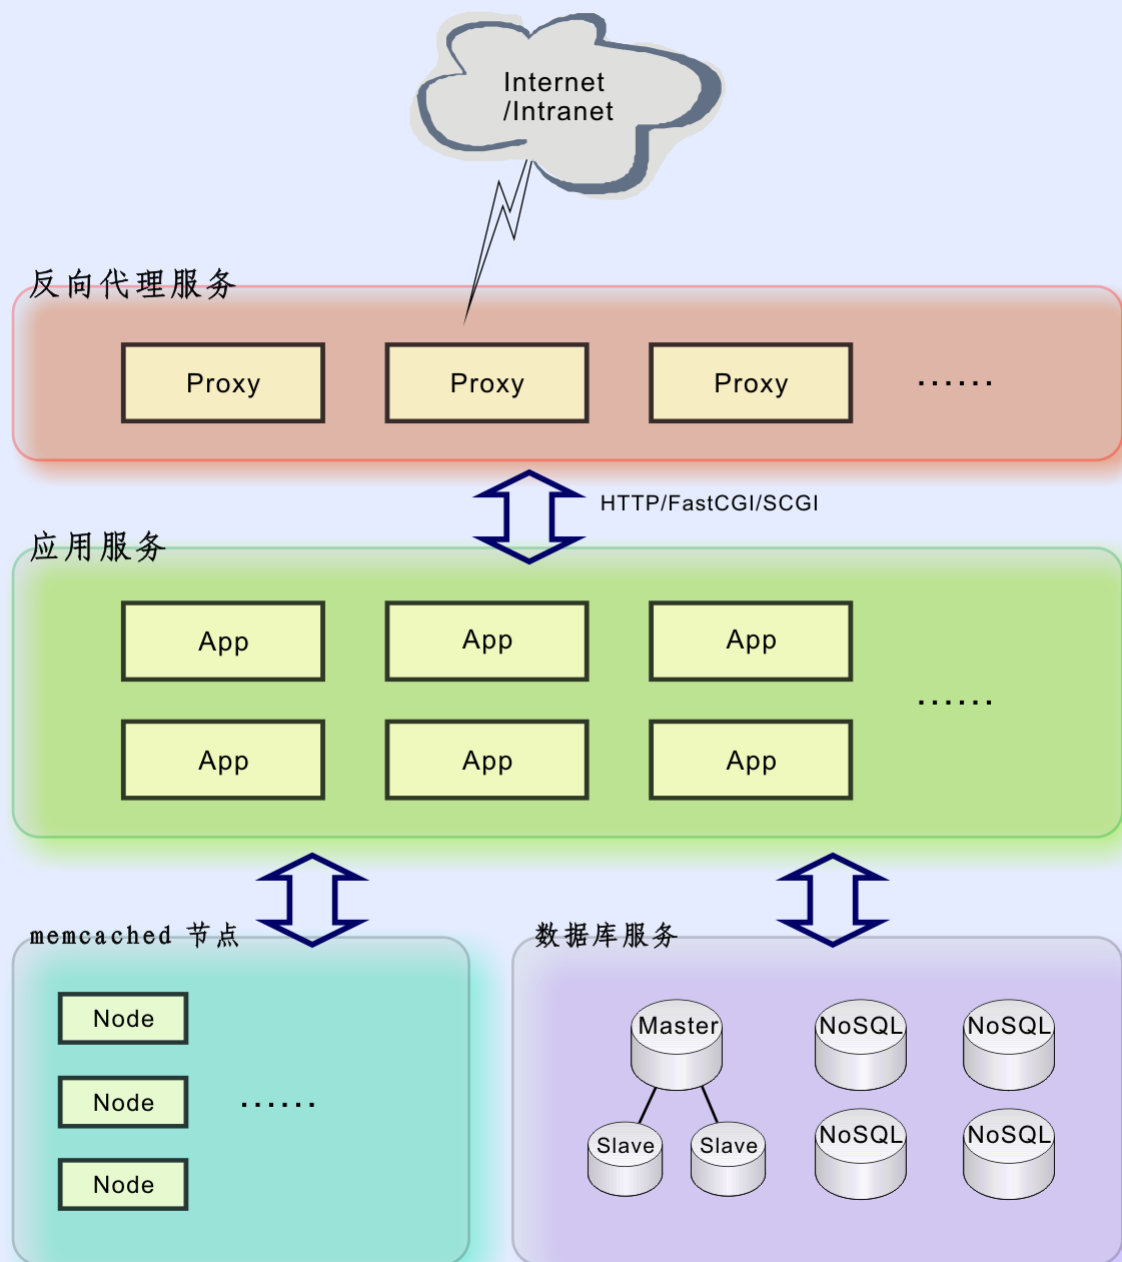 Internet
/Intranet
反向代理服务
Proxy
Proxy
Proxy
······
HTTP/FastCGI/SCGI
应用服务
App
App
App
······
App
App
App
memcached 节点
Node
Node
······
Node
数据库服务
Master
NoSQL
NoSQL
Slave
Slave
NoSQL
NoSQL